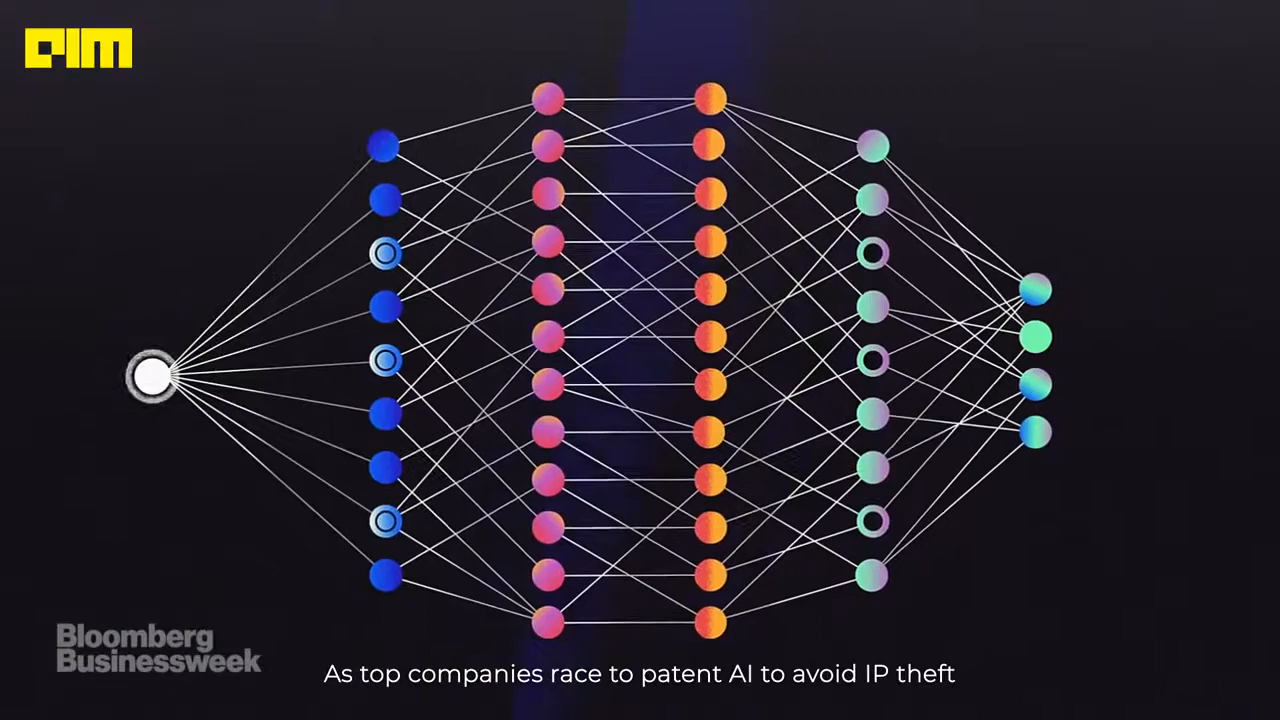 AIM
Bloomberg
Businessweek
As top companies race to patent AI to avoid IP theft